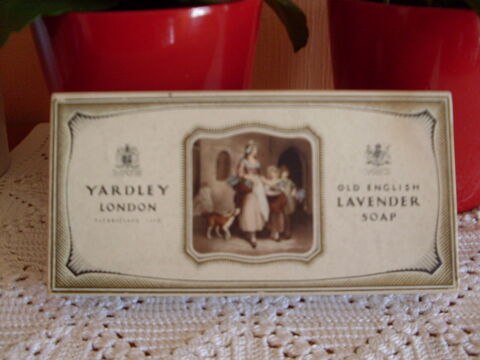 YARDLEY
LONDON
OLD ENGLISH
LAVENDER
SOAP